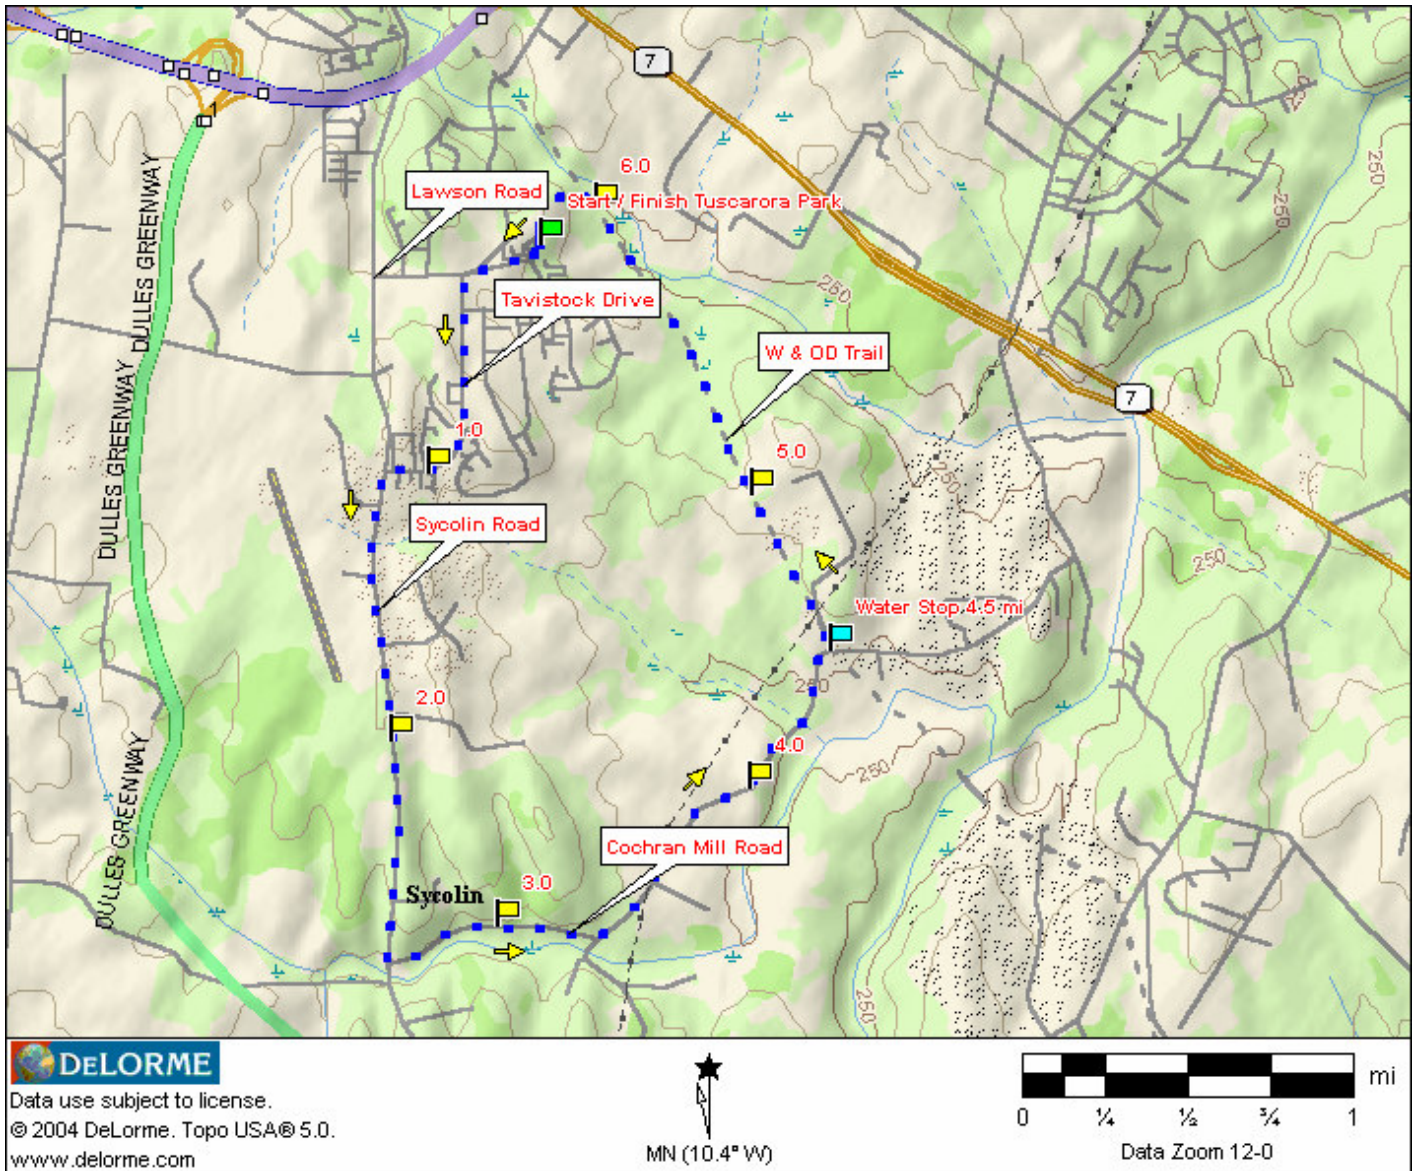 7
6.0
Lawson Road
Start / Finish Tuscarora Park
DULLES GREENWAY
Tavistock Drive
250
250
250
W & OD Trail
DULLES GREENWAY
7
1.0
5.0
250
Sycolin Road
250
Water Stop 4.5 mi
250
2.0
4.0
250
DULLES GREENWAY
Cochran Mill Road
250
3.0
Sycolin
250
DELORME
Data use subject to license.
© 2004 DeLorme. Topo USA® 5.0.
www.delorme.com
MN (10.4° W)
mi
0 ¼ ½ ¾ 1
Data Zoom 12-0